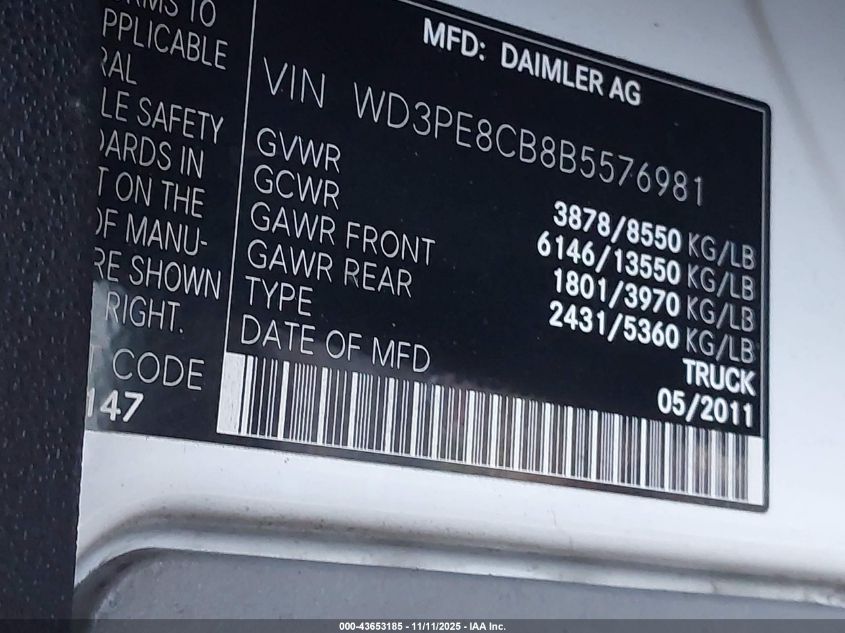 TO
PPLICABLE
RAL
LE SAFETY
DARDS IN
T ON THE
OF MANU-
RE SHOWN
RIGHT.
T CODE
147
MFD: DAIMLER AG
VIN WD3PE8CB8B5576981
GVWR 3878/8550 KG/LB
GCWR 6146/13550 KG/LB
GAWR FRONT 1801/3970 KG/LB
GAWR REAR 2431/5360 KG/LB
TYPE TRUCK
DATE OF MFD 05/2011
000-43653185 - 11/11/2025 - IAA Inc.